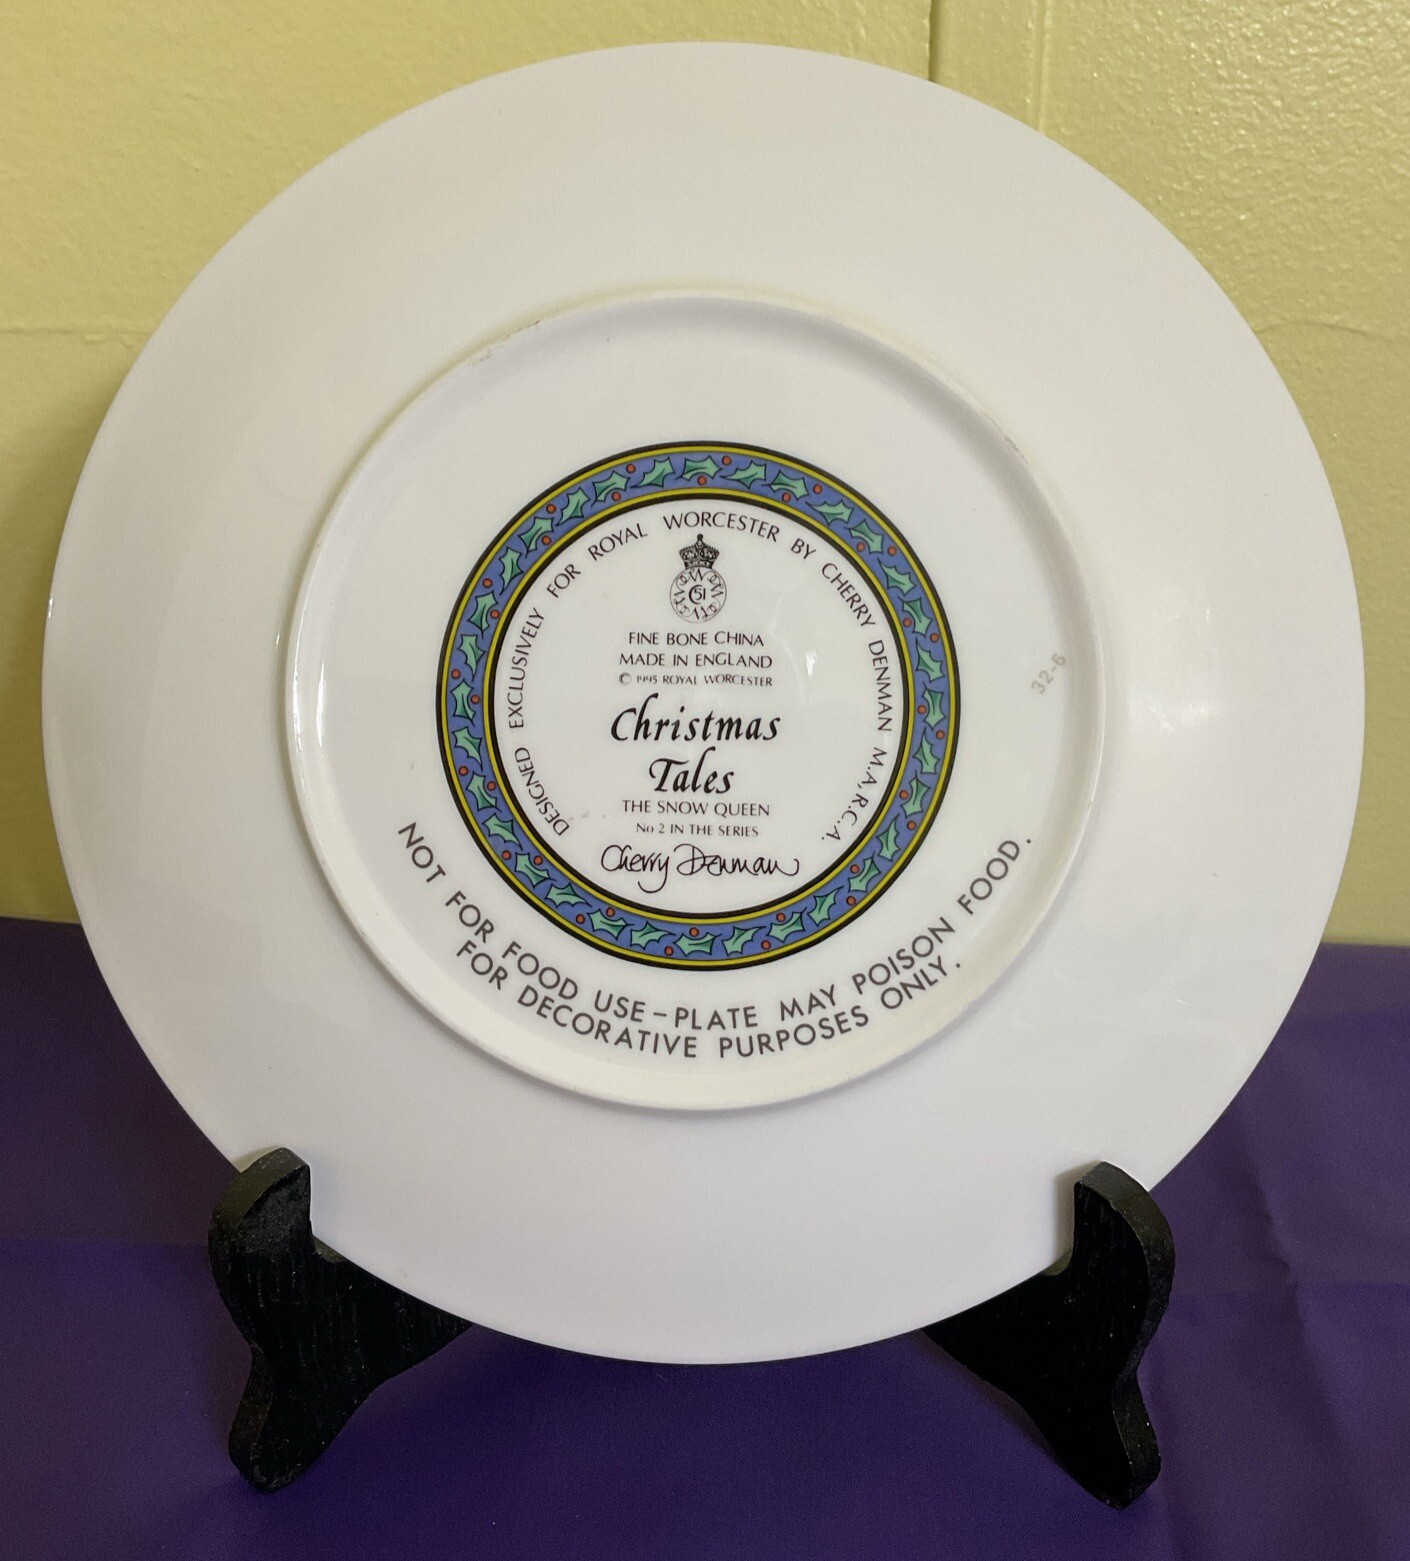 DESIGNED EXCLUSIVELY FOR ROYAL WORCESTER BY CHERRY DENMAN M.A.R.C.A.
51
FINE BONE CHINA
MADE IN ENGLAND
© 1995 ROYAL WORCESTER
Christmas
Tales
THE SNOW QUEEN
No 2 IN THE SERIES
Cherry Denman
NOT FOR FOOD USE – PLATE MAY POISON FOOD.
FOR DECORATIVE PURPOSES ONLY.
32-6